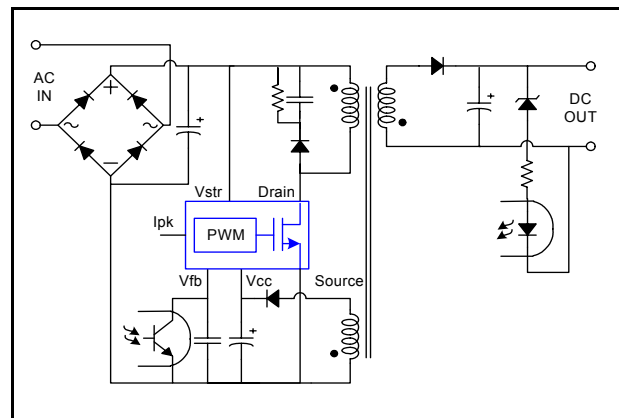 AC
IN
+
~
~
−
+
+
DC
OUT
Vstr
Drain
Ipk
PWM
Vfb
Vcc
Source
+